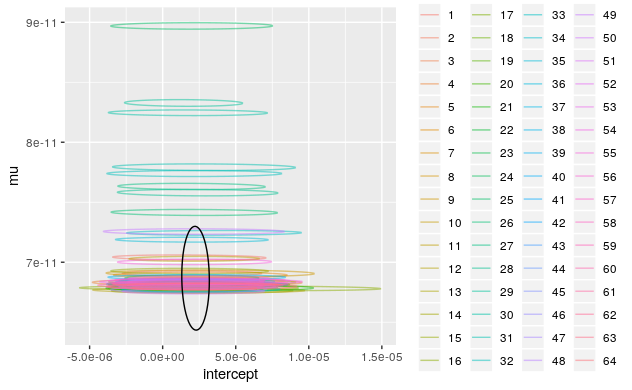 9e-11
8e-11
7e-11
mu
-5.0e-06 0.0e+00 5.0e-06 1.0e-05 1.5e-05
intercept
1 17 33 49
2 18 34 50
3 19 35 51
4 20 36 52
5 21 37 53
6 22 38 54
7 23 39 55
8 24 40 56
9 25 41 57
10 26 42 58
11 27 43 59
12 28 44 60
13 29 45 61
14 30 46 62
15 31 47 63
16 32 48 64